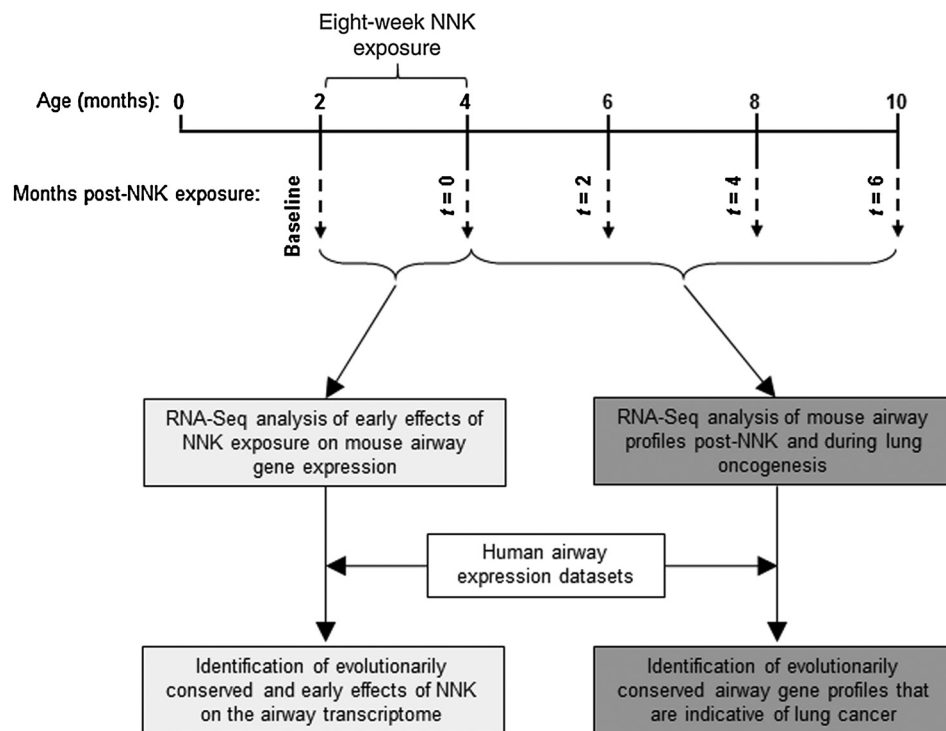 Eight-week NNK
exposure
Age (months): 0 2 4 6 8 10
Months post-NNK exposure: Baseline t = 0 t = 2 t = 4 t = 6
RNA-Seq analysis of early effects of
NNK exposure on mouse airway
gene expression
RNA-Seq analysis of mouse airway
profiles post-NNK and during lung
oncogenesis
Human airway
expression datasets
Identification of evolutionarily
conserved and early effects of NNK
on the airway transcriptome
Identification of evolutionarily
conserved airway gene profiles that
are indicative of lung cancer